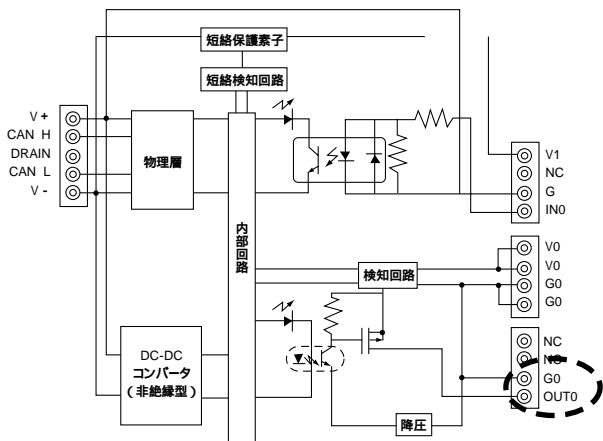 短絡保護素子
短絡検知回路
V +
CAN H
DRAIN
CAN L
V -
物理層
内部回路
V1
NC
G
IN0
V0
V0
G0
G0
検知回路
DC-DC
コンバータ
(非絶縁型)
NC
NC
G0
OUT0
降圧